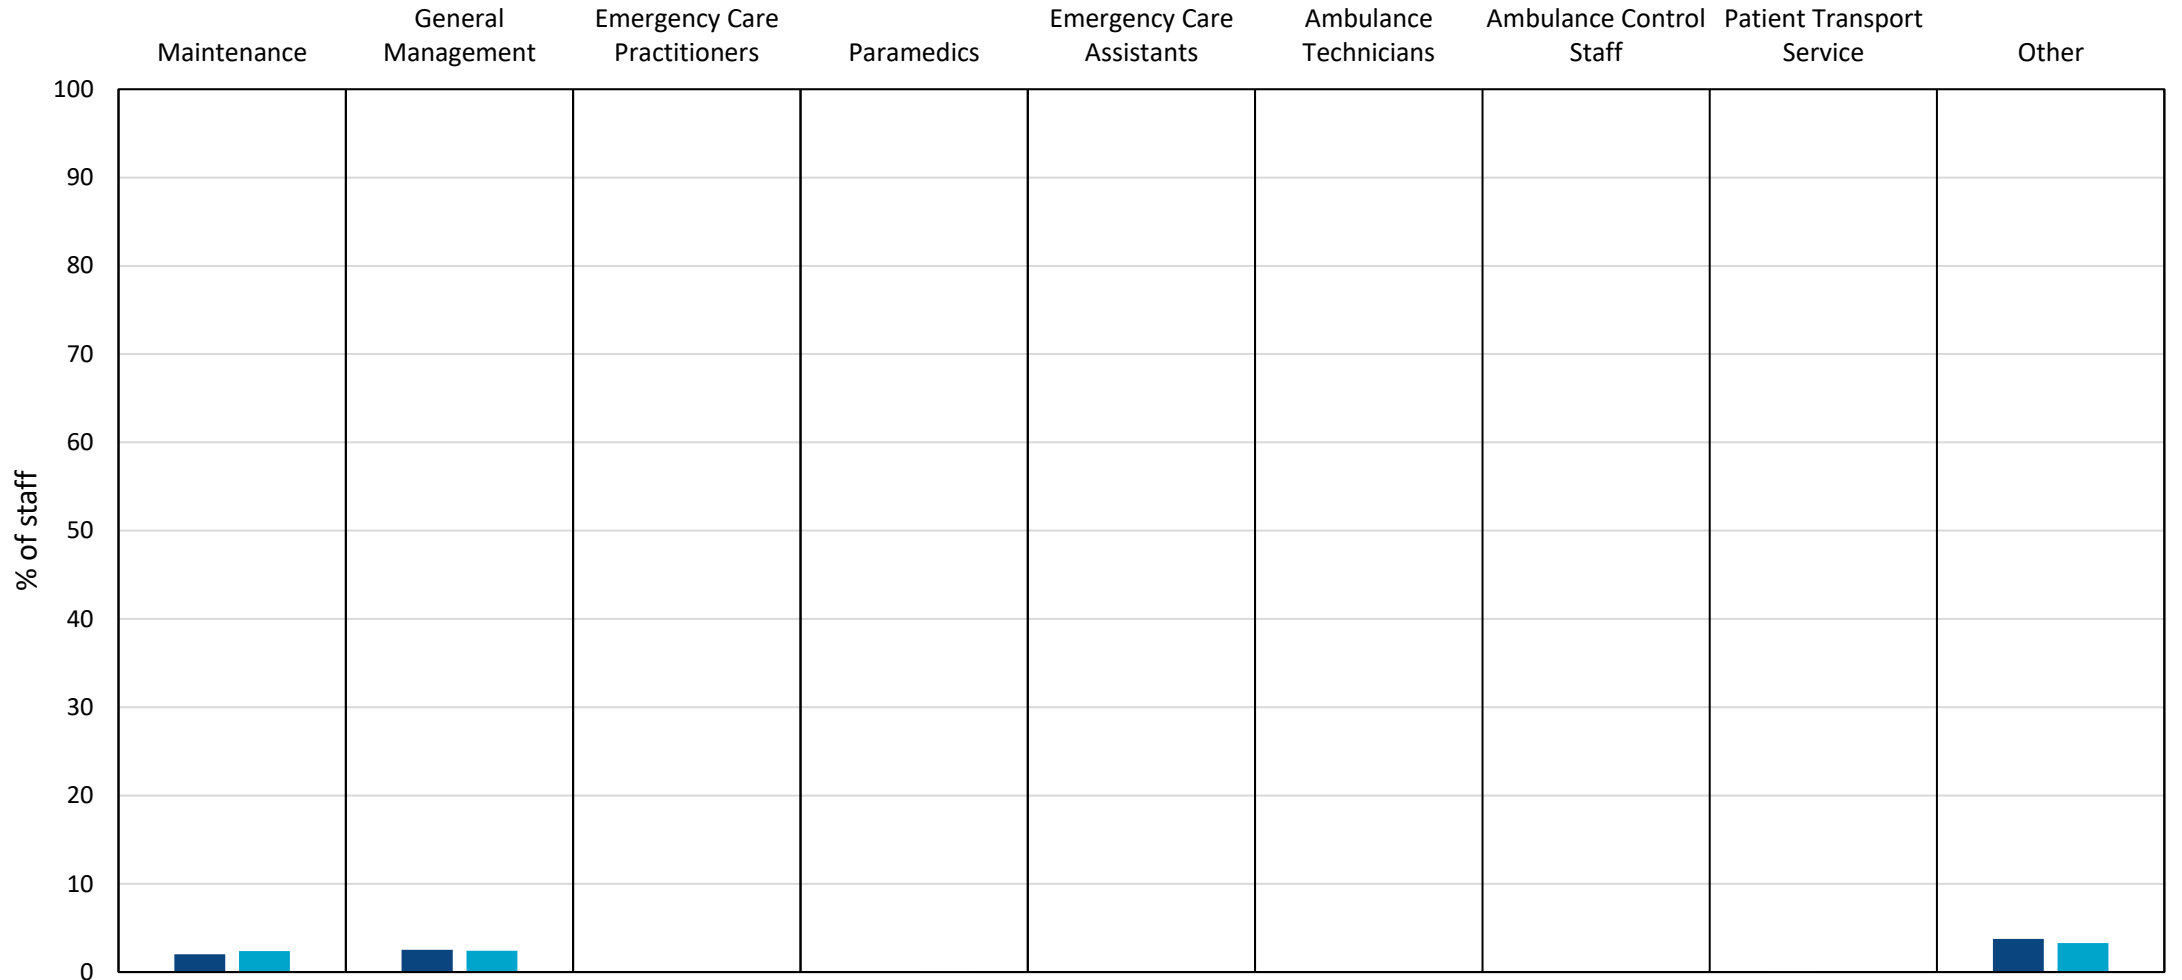 Maintenance
General
Management
Emergency Care
Practitioners
Paramedics
Emergency Care
Assistants
Ambulance
Technicians
Ambulance Control
Staff
Patient Transport
Service
Other
100
90
80
70
60
50
40
30
20
10
0
% of staff